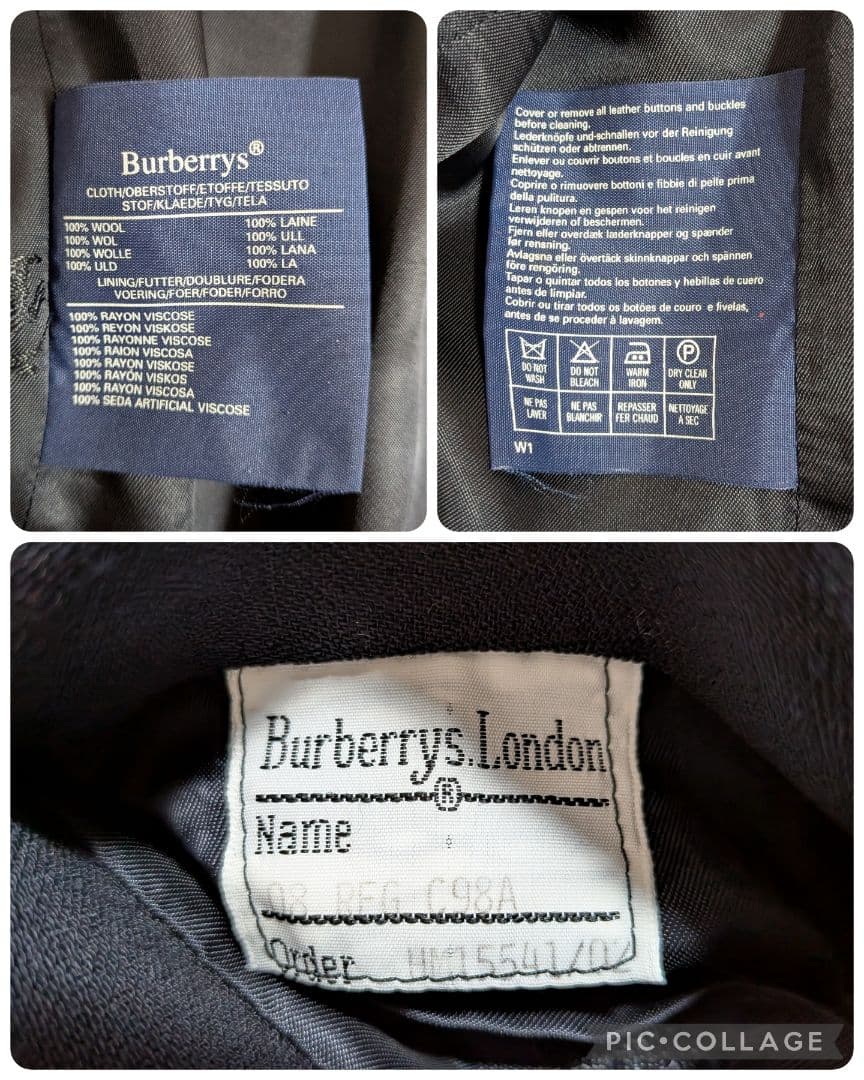 Burberrys®
CLOTH/OBERSTOFF/ETOFFE/TESSUTO
STOF/KLAEDE/TYG/TELA
100% WOOL 100% LAINE
100% WOL 100% ULL
100% WOLLE 100% LANA
100% ULD 100% LA
LINING/FUTTER/DOUBLURE/FODERA
VOERING/FOER/FODER/FORRO
100% RAYON VISCOSE
100% REYON VISKOSE
100% RAYONNE VISCOSE
100% RAION VISCOSA
100% RAYON VISKOSE
100% RAYON VISKOS
100% RAYON VISCOSA
100% SEDA ARTIFICIAL VISCOSE
Cover or remove all leather buttons and buckles
before cleaning.
Lederknöpfe und-schnallen vor der Reinigung
schützen oder abtrennen.
Enlever ou couvrir boutons et boucles en cuir avant
nettoyage.
Coprire o rimuovere bottoni e fibbie di pelle prima
della pulitura.
Leren knopen en gespen voor het reinigen
verwijderen of beschermen.
Fjern eller overdæk læderknapper og spænder
før rensning.
Avlagsna eller övertäck skinnknappar och spännen
före rengöring.
Tapar o quintar todos los botones y hebillas de cuero
antes de limpiar.
Cobrir ou tirar todos os botões de couro e fivelas,
antes de se proceder à lavagem.
DO NOT WASH DO NOT BLEACH WARM IRON P DRY CLEAN ONLY
NE PAS LAVER NE PAS BLANCHIR REPASSER FER CHAUD NETTOYAGE A SEC
W1
Burberrys.London
®
Name
08 REG C98A
Order UM15541/02
PIC•COLLAGE